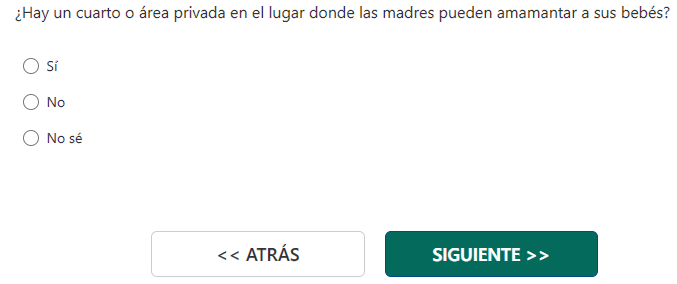 ¿Hay un cuarto o área privada en el lugar donde las madres pueden amamantar a sus bebés?
Sí
No
No sé
<< ATRÁS
SIGUIENTE >>